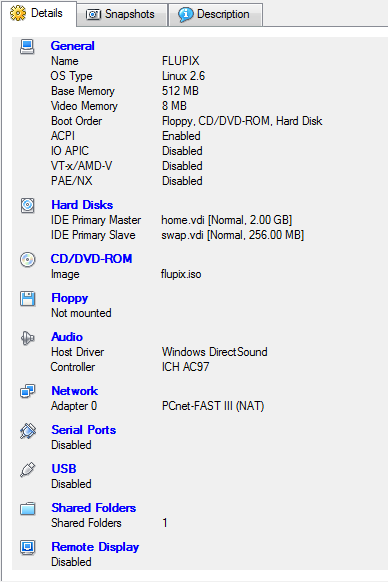 Details Snapshots Description
General
Name FLUPIX
OS Type Linux 2.6
Base Memory 512 MB
Video Memory 8 MB
Boot Order Floppy, CD/DVD-ROM, Hard Disk
ACPI Enabled
IO APIC Disabled
VT-x/AMD-V Disabled
PAE/NX Disabled
Hard Disks
IDE Primary Master home.vdi [Normal, 2.00 GB]
IDE Primary Slave swap.vdi [Normal, 256.00 MB]
CD/DVD-ROM
Image flupix.iso
Floppy
Not mounted
Audio
Host Driver Windows DirectSound
Controller ICH AC97
Network
Adapter 0 PCnet-FAST III (NAT)
Serial Ports
Disabled
USB
Disabled
Shared Folders
Shared Folders 1
Remote Display
Disabled